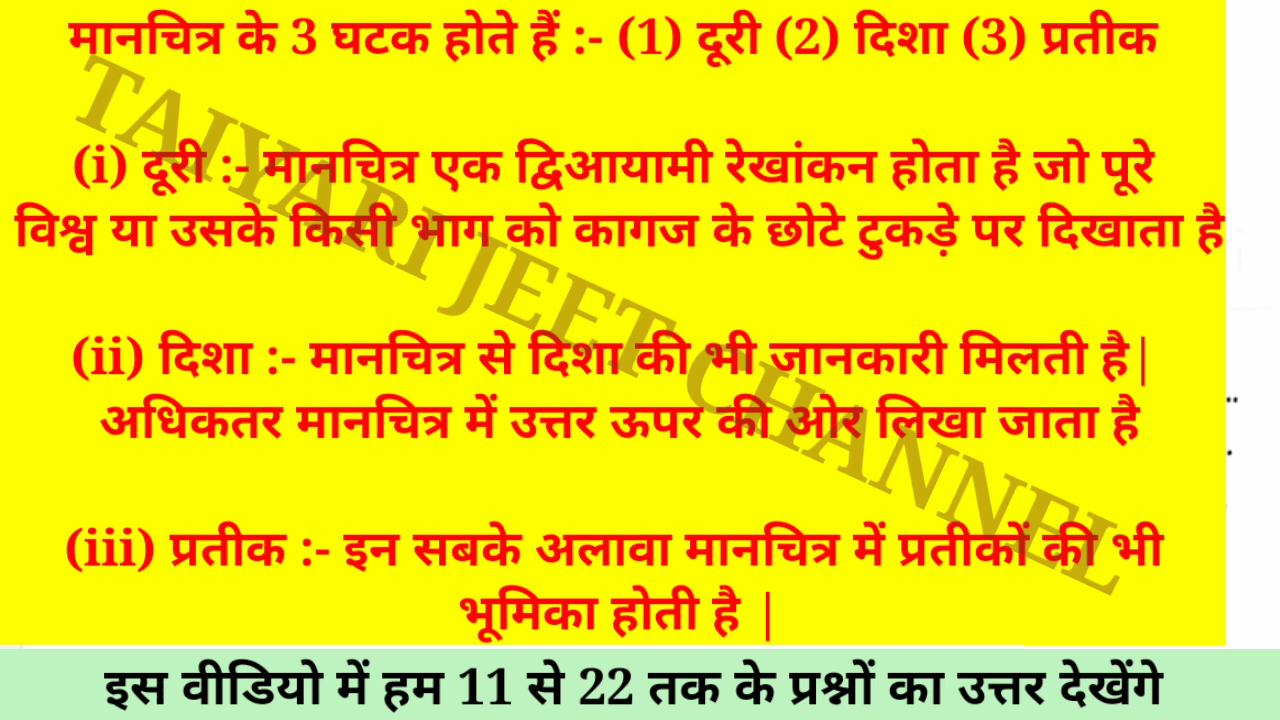 मानचित्र के 3 घटक होते हैं :- (1) दूरी (2) दिशा (3) प्रतीक
(i) दूरी :- मानचित्र एक द्विआयामी रेखांकन होता है जो पूरे
विश्व या उसके किसी भाग को कागज के छोटे टुकड़े पर दिखाता है
(ii) दिशा :- मानचित्र से दिशा की भी जानकारी मिलती है|
अधिकतर मानचित्र में उत्तर ऊपर की ओर लिखा जाता है
(iii) प्रतीक :- इन सबके अलावा मानचित्र में प्रतीकों की भी
भूमिका होती है |
TAIYARI JEET CHANNEL
इस वीडियो में हम 11 से 22 तक के प्रश्नों का उत्तर देखेंगे